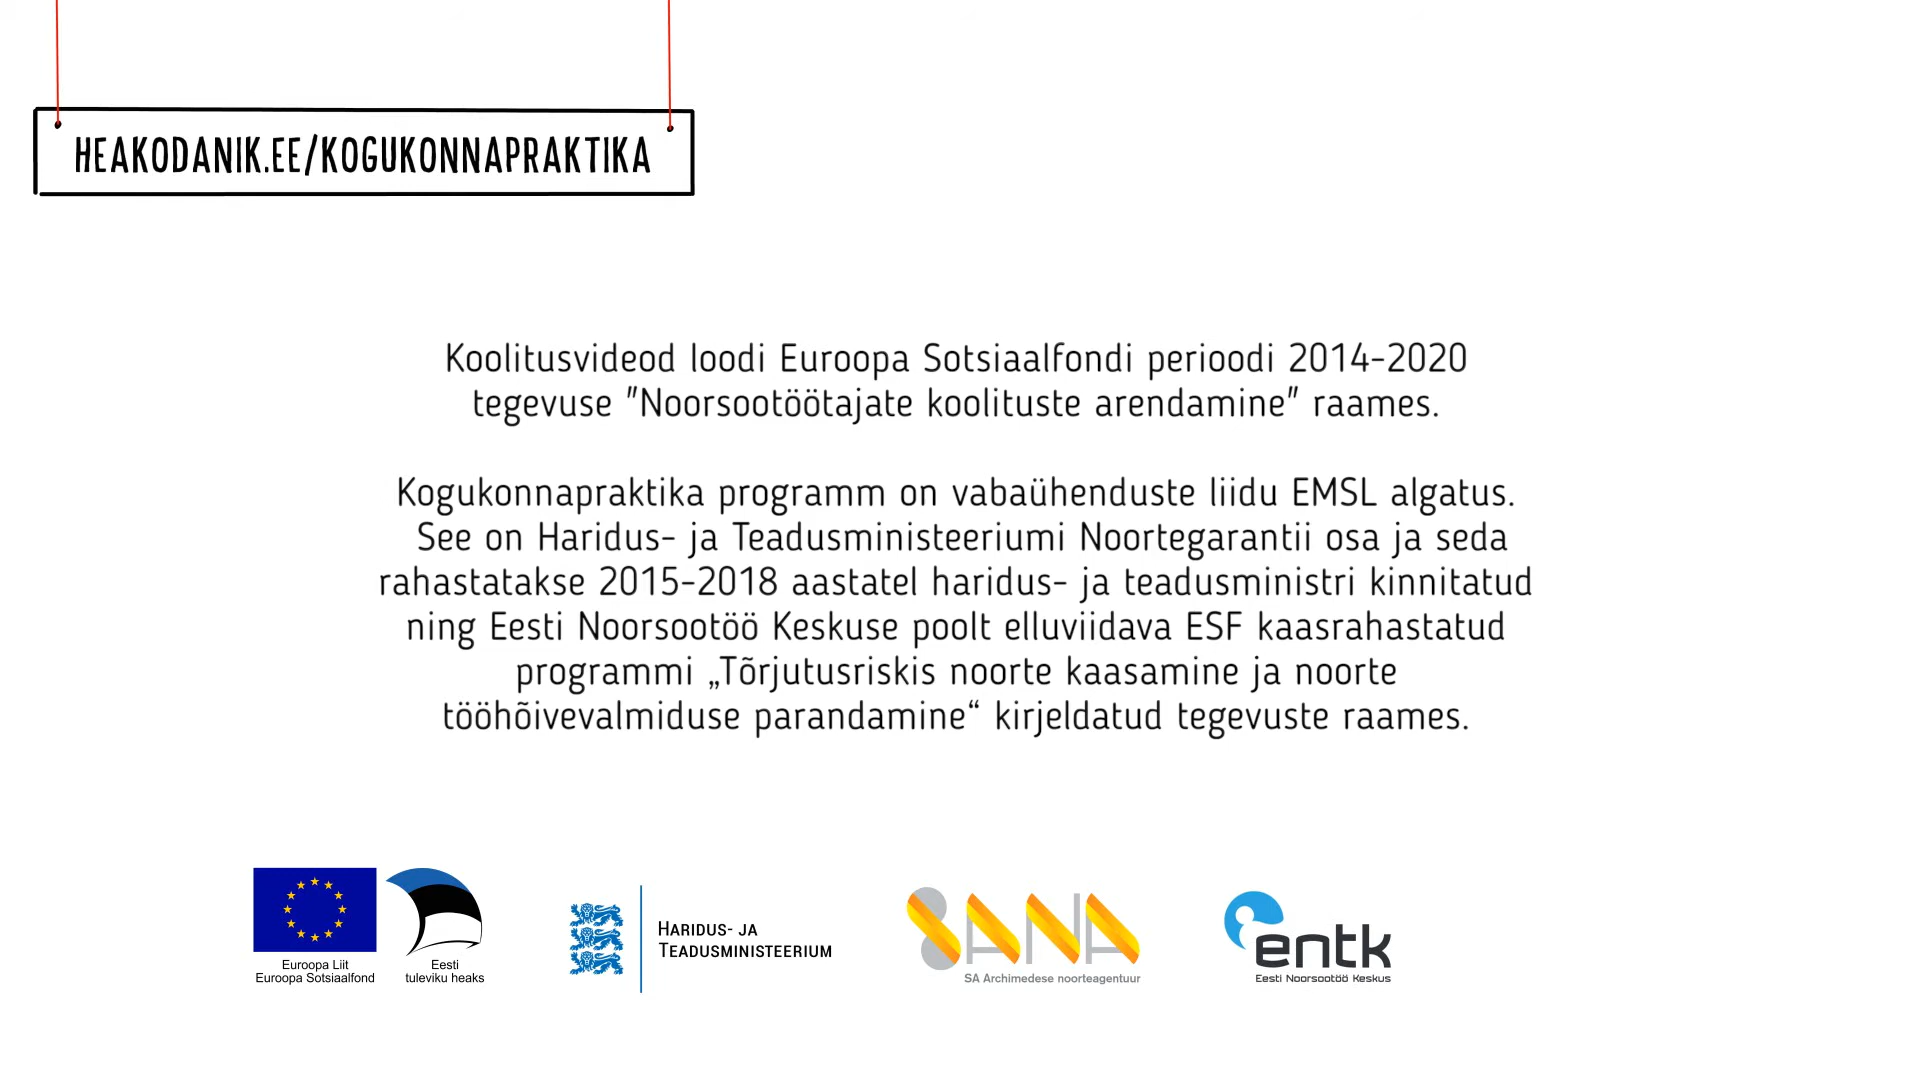 HEAKODANIK.EE/KOGUKONNAPRAKTIKA
Koolitusvideod loodi Euroopa Sotsiaalfondi perioodi 2014-2020
tegevuse "Noorsootöötajate koolituste arendamine" raames.
Kogukonnapraktika programm on vabaühenduste liidu EMSL algatus.
See on Haridus- ja Teadusministeeriumi Noortegarantii osa ja seda
rahastatakse 2015-2018 aastatel haridus- ja teadusministri kinnitatud
ning Eesti Noorsootöö Keskuse poolt elluviidava ESF kaasrahastatud
programmi „Tõrjutusriskis noorte kaasamine ja noorte
tööhõivevalmiduse parandamine“ kirjeldatud tegevuste raames.
Euroopa Liit
Euroopa Sotsiaalfond
Eesti
tuleviku heaks
HARIDUS- JA
TEADUSMINISTEERIUM
SANA
SA Archimedese noorteagentuur
entk
Eesti Noorsootöö Keskus